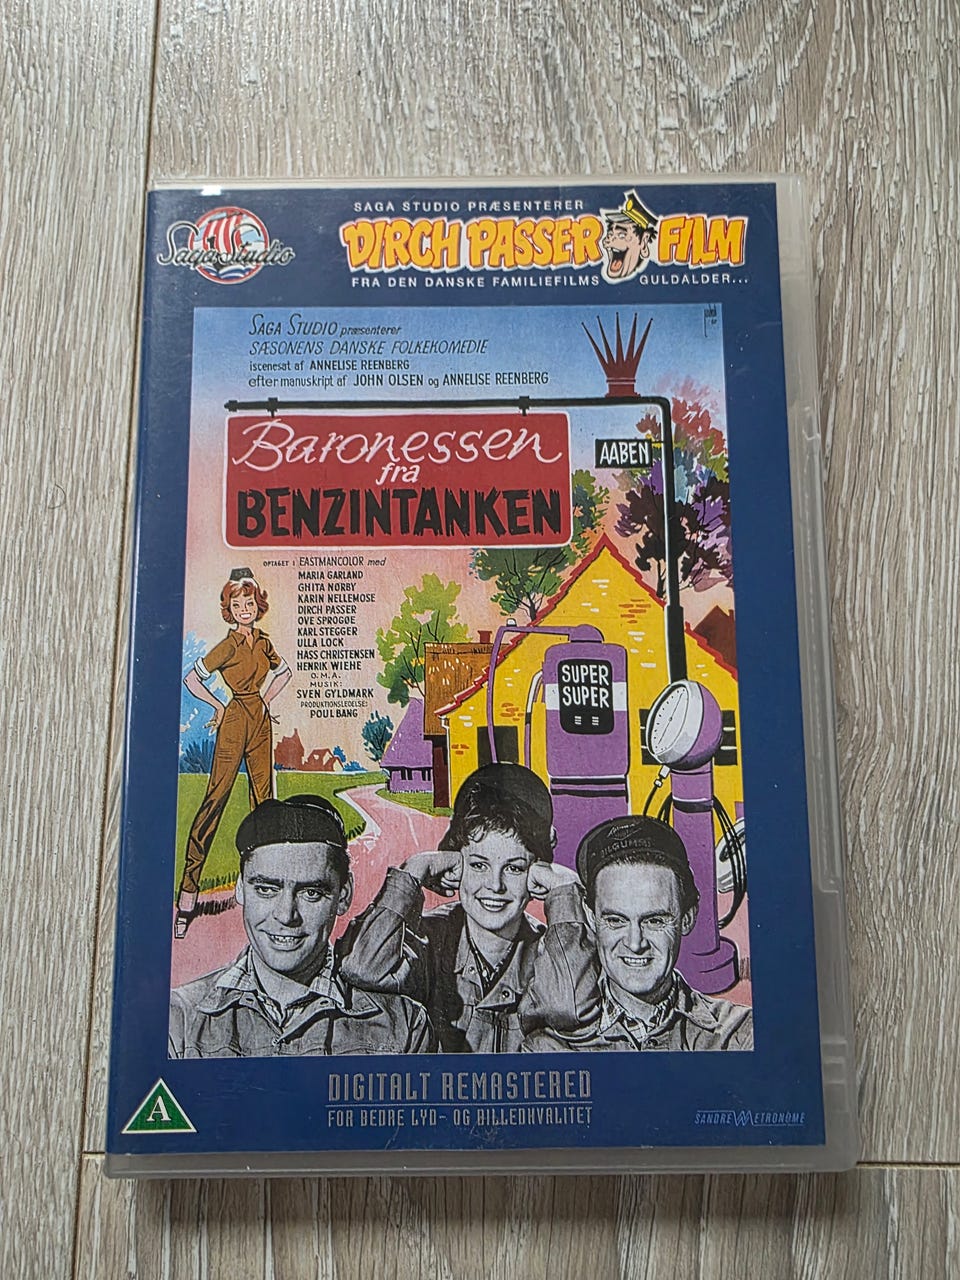 SAGA STUDIO PRÆSENTERER
Saga Studio
DIRCH PASSER FILM
FRA DEN DANSKE FAMILIEFILMS GULDALDER...
SAGA STUDIO præsenterer
SÆSONENS DANSKE FOLKEKOMEDIE
iscenesat af ANNELISE REENBERG
efter manuskript af JOHN OLSEN og ANNELISE REENBERG
Baronessen
fra
BENZINTANKEN
AABEN
OPTAGET I EASTMANCOLOR med
MARIA GARLAND
GHITA NØRBY
KARIN NELLEMOSE
DIRCH PASSER
OVE SPROGØE
KARL STEGGER
ULLA LOCK
HASS CHRISTENSEN
HENRIK WIEHE
O.M.A.
MUSIK:
SVEN GYLDMARK
PRODUKTIONSLEDELSE:
POUL BANG
SUPER
SUPER
DIGITALT REMASTERED
FOR BEDRE LYD- OG BILLEDKVALITET
A
SANDREW METRONOME